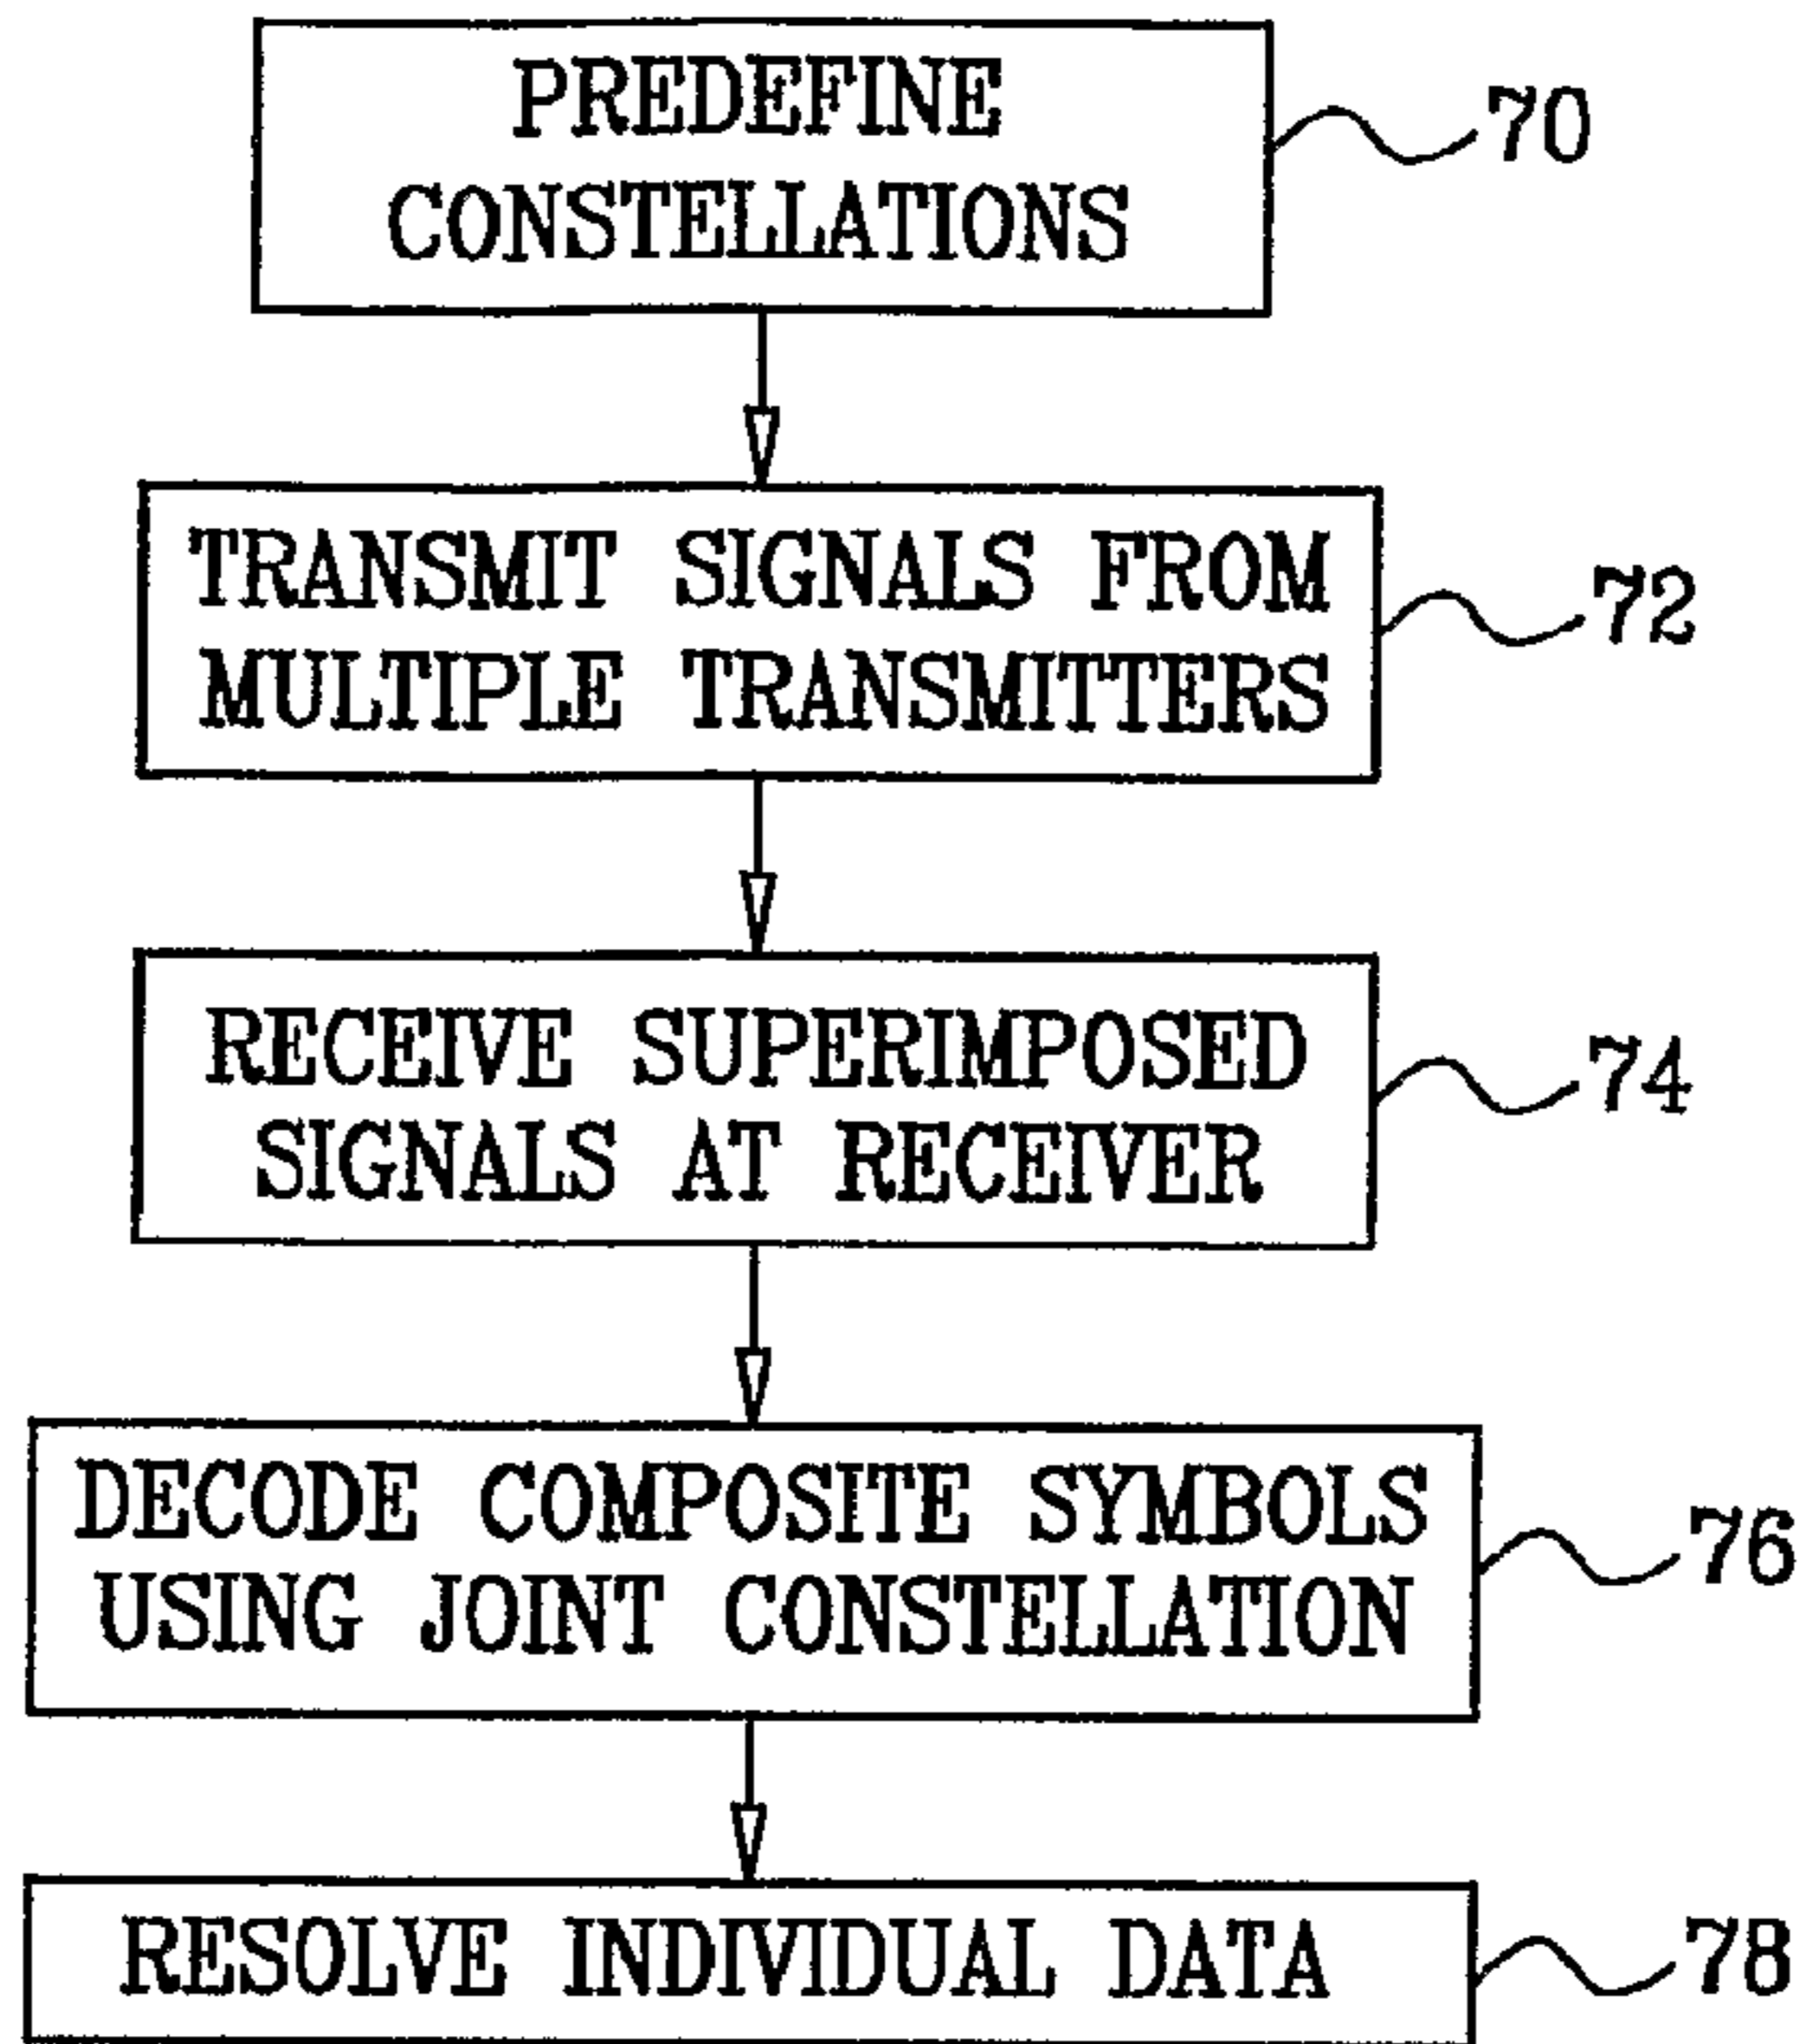 PREDEFINE
CONSTELLATIONS
70
TRANSMIT SIGNALS FROM
MULTIPLE TRANSMITTERS
72
RECEIVE SUPERIMPOSED
SIGNALS AT RECEIVER
74
DECODE COMPOSITE SYMBOLS
USING JOINT CONSTELLATION
76
RESOLVE INDIVIDUAL DATA
78